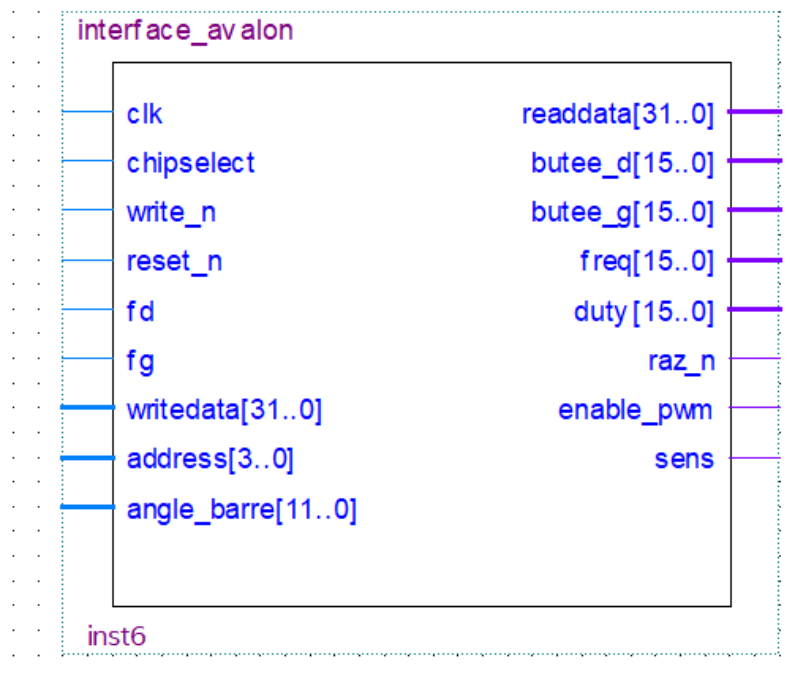 interface_avalon
clk readdata[31..0]
chipselect butee_d[15..0]
write_n butee_g[15..0]
reset_n freq[15..0]
fd duty[15..0]
fg raz_n
writedata[31..0] enable_pwm
address[3..0] sens
angle_barre[11..0]
inst6